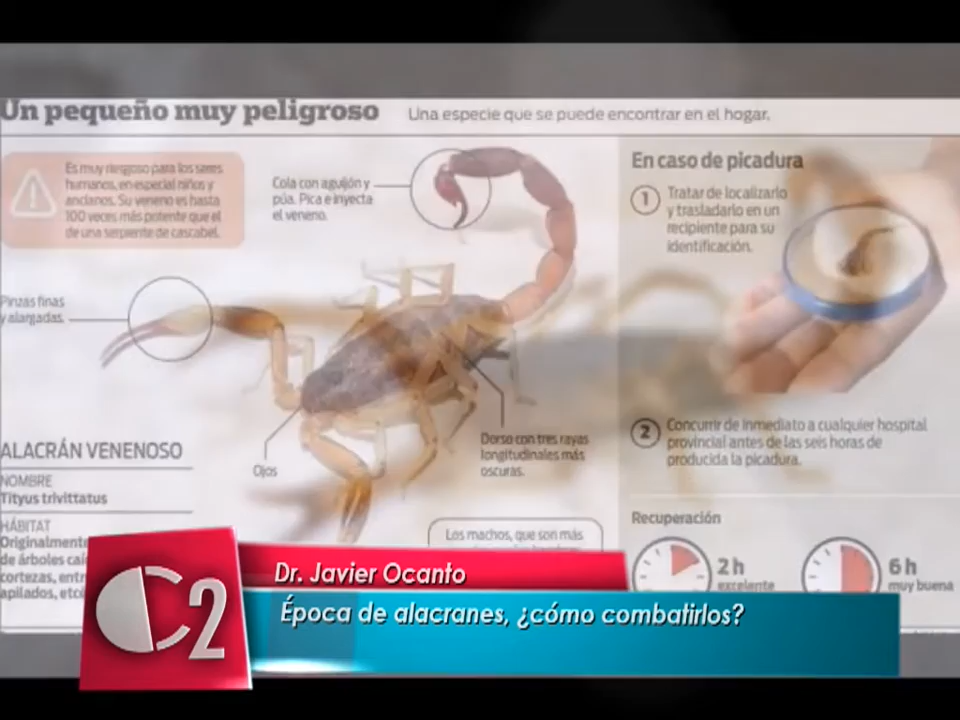 Un pequeño muy peligroso
Una especie que se puede encontrar en el hogar.
Es muy riesgoso para los seres
humanos, en especial niños y
ancianos. Su veneno es hasta
100 veces más potente que el
de una serpiente de cascabel.
Cola con aguijón y
púa. Pica e inyecta
el veneno.
Pinzas finas
y alargadas.
Ojos
Dorso con tres rayas
longitudinales más
oscuras.
ALACRÁN VENENOSO
NOMBRE
Tityus trivittatus
HÁBITAT
Originalmente
de árboles caí
cortezas, entr
apilados, etc
Los machos, que son más
En caso de picadura
1
Tratar de localizarlo
y trasladarlo en un
recipiente para su
identificación.
2
Concurrir de inmediato a cualquier hospital
provincial antes de las seis horas de
producida la picadura.
Recuperación
2 h
excelente
6 h
muy buena
C2
Dr. Javier Ocanto
Época de alacranes, ¿cómo combatirlos?